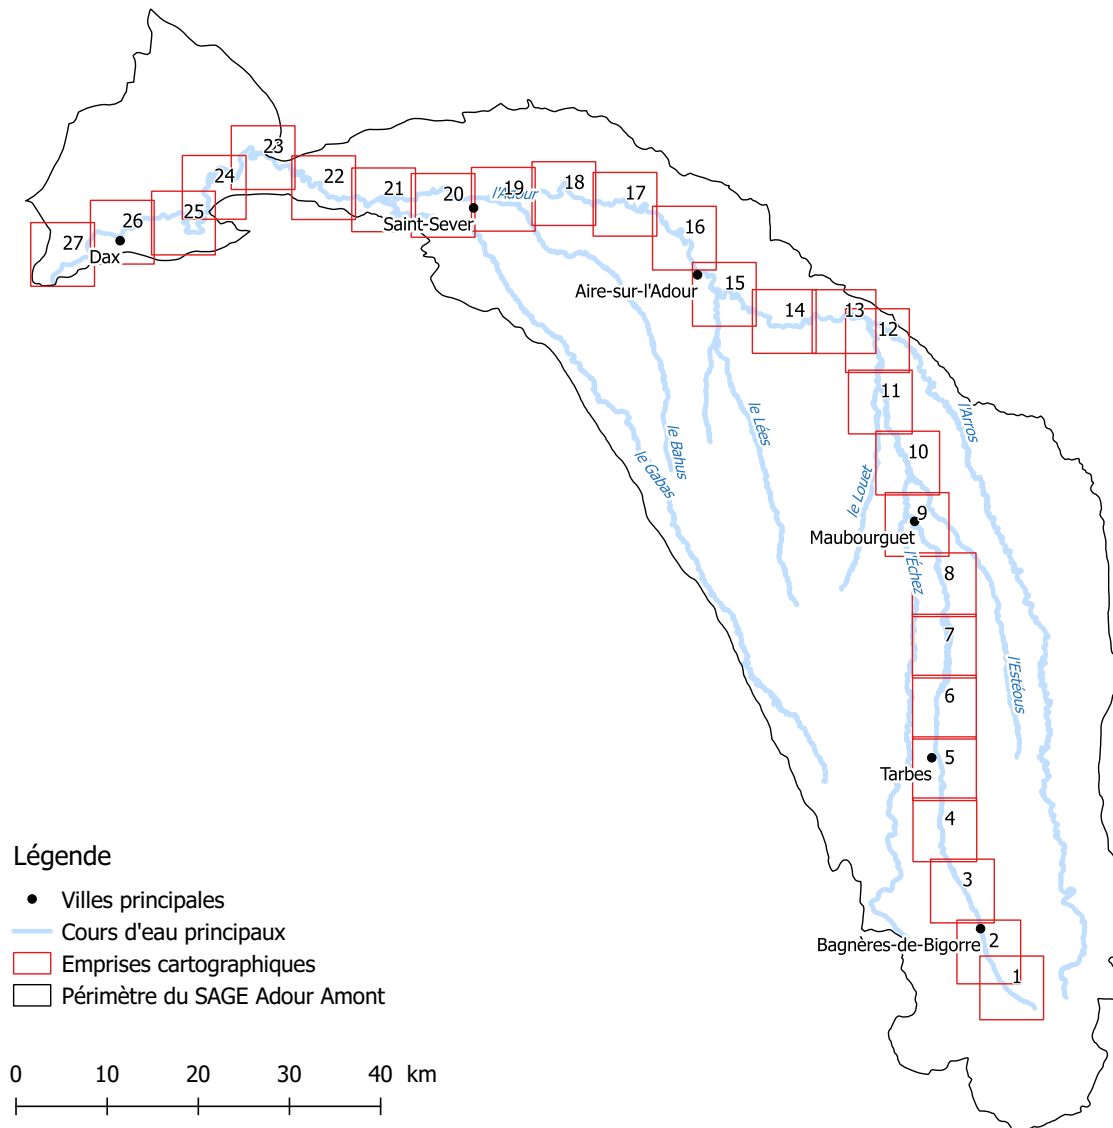 23
24
22
21
20
19
18
17
l'Adour
25
26
27
Saint-Sever
16
Dax
15
Aire-sur-l'Adour
14
13
12
11
l'Arros
le Lées
le Bahus
le Gabas
10
le Louet
9
Maubourguet
l'Échez
8
7
l'Estéous
6
5
Tarbes
4
3
2
Bagnères-de-Bigorre
1
Légende
Villes principales
Cours d'eau principaux
Emprises cartographiques
Périmètre du SAGE Adour Amont
0 10 20 30 40 km